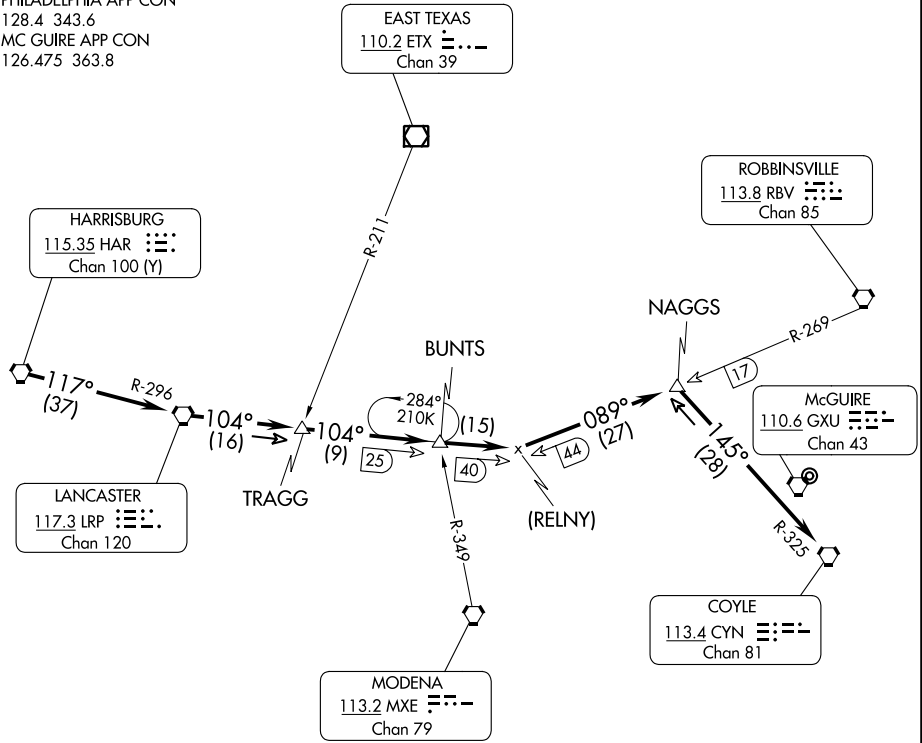 PHILADELPHIA APP CON
128.4 343.6
MC GUIRE APP CON
126.475 363.8
EAST TEXAS
110.2 ETX
Chan 39
ROBBINSVILLE
113.8 RBV
Chan 85
HARRISBURG
115.35 HAR
Chan 100 (Y)
R-211
R-269
NAGGS
BUNTS
17
117°
(37)
R-296
104°
(16)
284°
210K
(15)
089°
(27)
McGUIRE
110.6 GXU
Chan 43
104°
(9)
25
40
44
145°
(28)
LANCASTER
117.3 LRP
Chan 120
TRAGG
(RELNY)
R-349
R-325
COYLE
113.4 CYN
Chan 81
MODENA
113.2 MXE
Chan 79